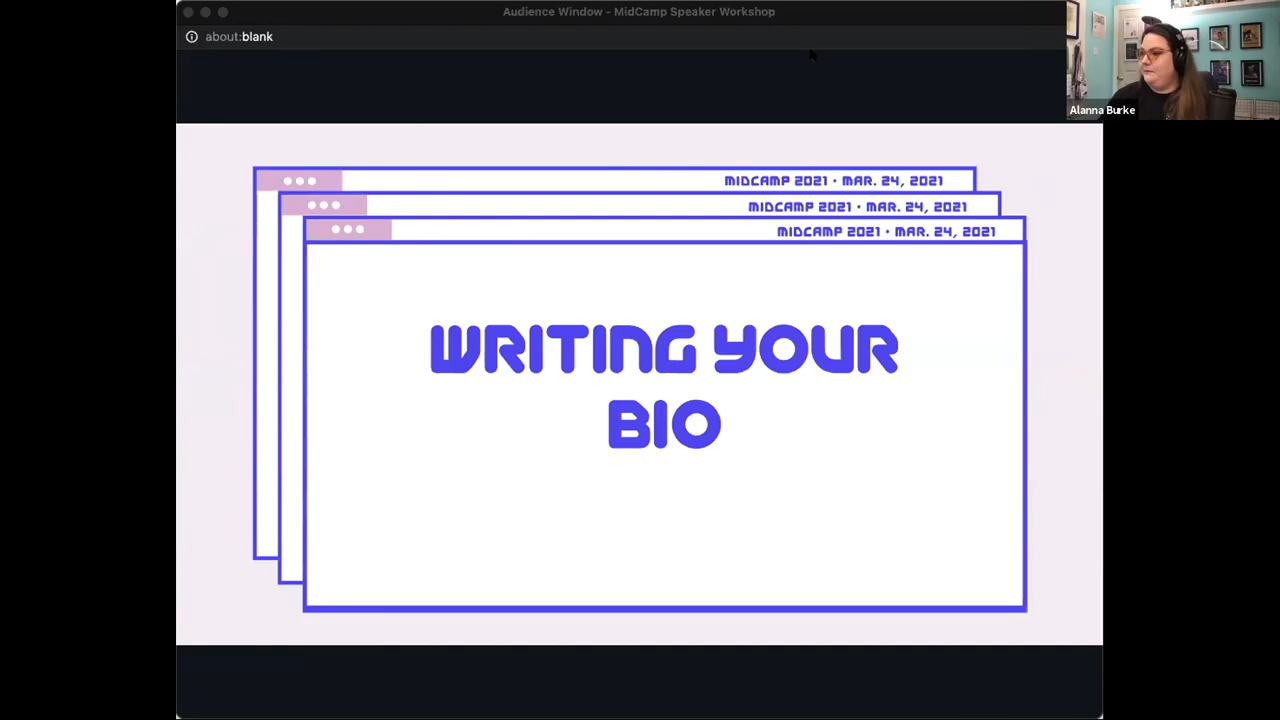 Audience Window - MidCamp Speaker Workshop
about:blank
Alanna Burke
MIDCAMP 2021 • MAR. 24, 2021
MIDCAMP 2021 • MAR. 24, 2021
MIDCAMP 2021 • MAR. 24, 2021
WRITING YOUR
BIO